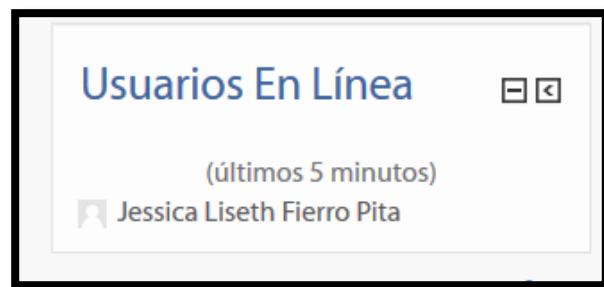 Usuarios En Línea
(últimos 5 minutos)
Jessica Liseth Fierro Pita